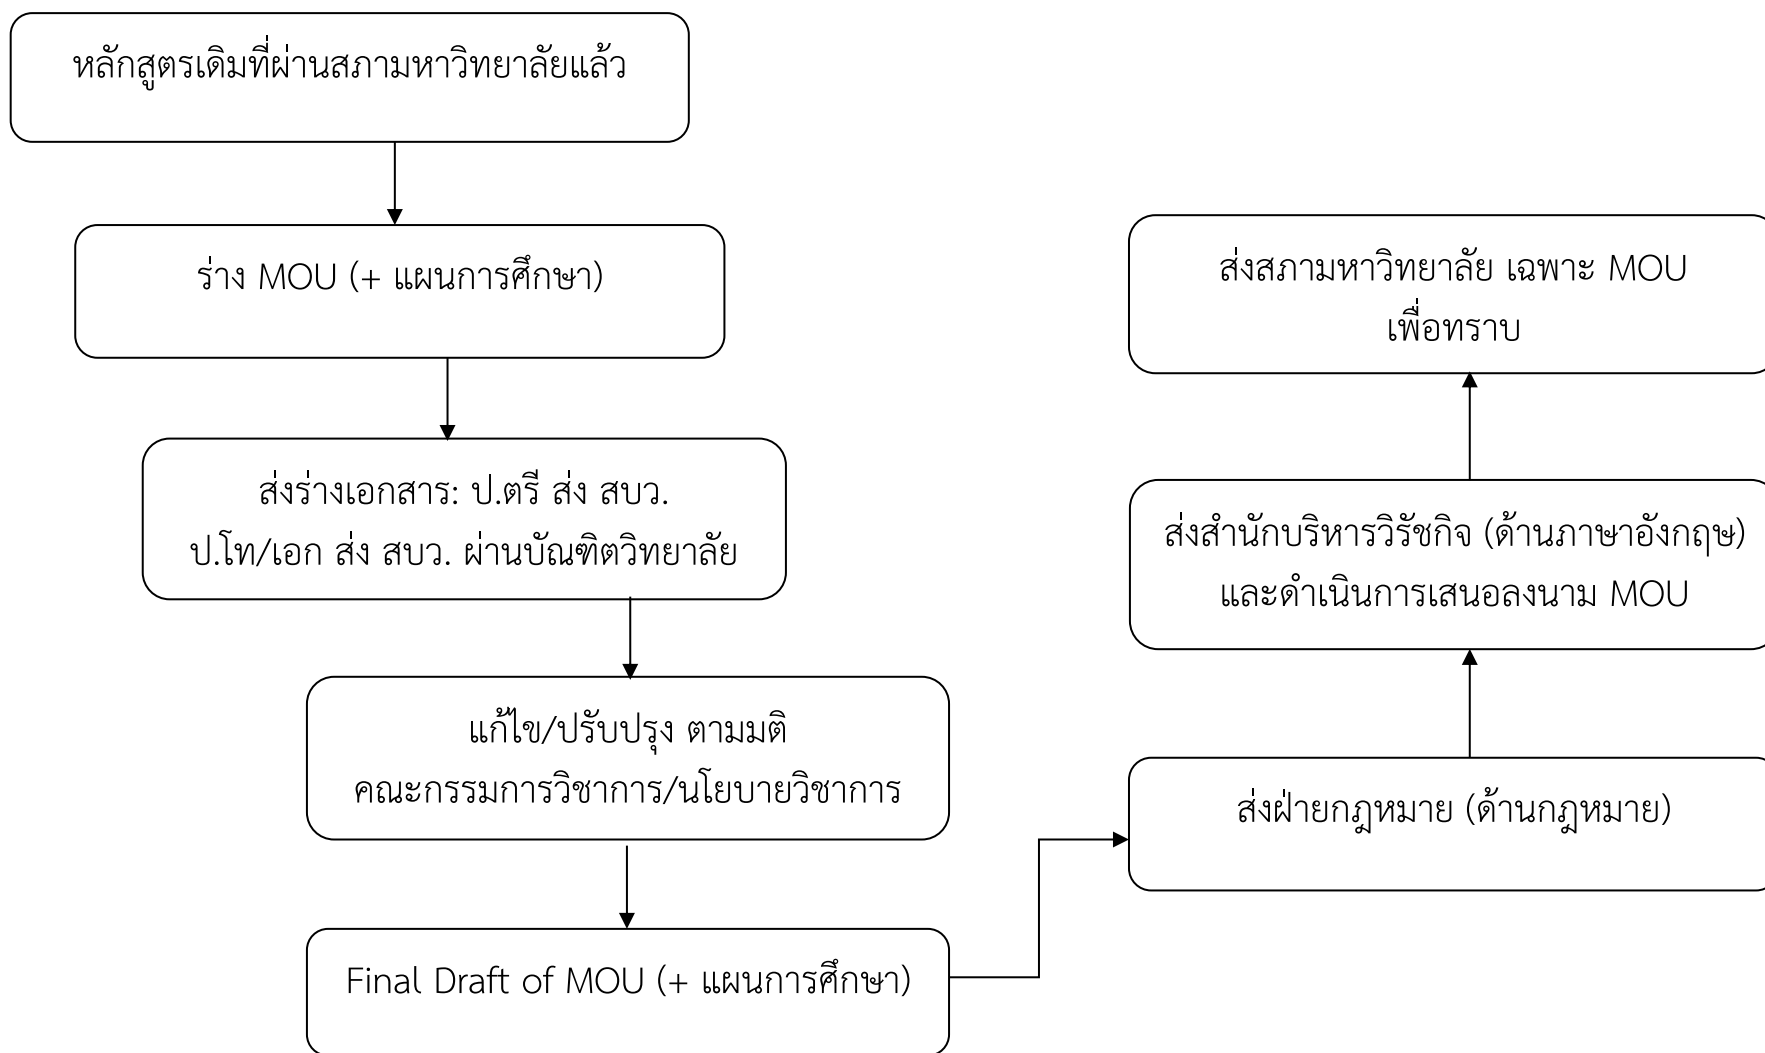 หลักสูตรเดิมที่ผ่านสภามหาวิทยาลัยแล้ว
ร่าง MOU (+ แผนการศึกษา)
ส่งร่างเอกสาร: ป.ตรี ส่ง สบว.
ป.โท/เอก ส่ง สบว. ผ่านบัณฑิตวิทยาลัย
แก้ไข/ปรับปรุง ตามมติ
คณะกรรมการวิชาการ/นโยบายวิชาการ
Final Draft of MOU (+ แผนการศึกษา)
ส่งฝ่ายกฎหมาย (ด้านกฎหมาย)
ส่งสำนักบริหารวิรัชกิจ (ด้านภาษาอังกฤษ)
และดำเนินการเสนอลงนาม MOU
ส่งสภามหาวิทยาลัย เฉพาะ MOU
เพื่อทราบ